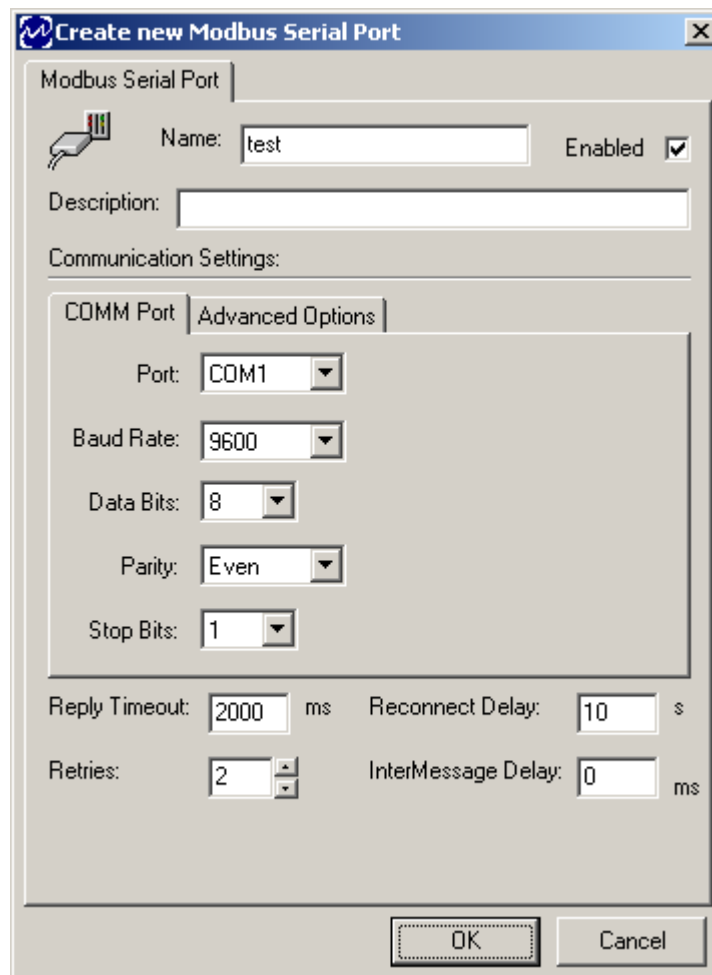 Create new Modbus Serial Port
Modbus Serial Port
Name: test Enabled
Description:
Communication Settings:
COMM Port Advanced Options
Port: COM1
Baud Rate: 9600
Data Bits: 8
Parity: Even
Stop Bits: 1
Reply Timeout: 2000 ms Reconnect Delay: 10 s
Retries: 2 InterMessage Delay: 0 ms
OK Cancel